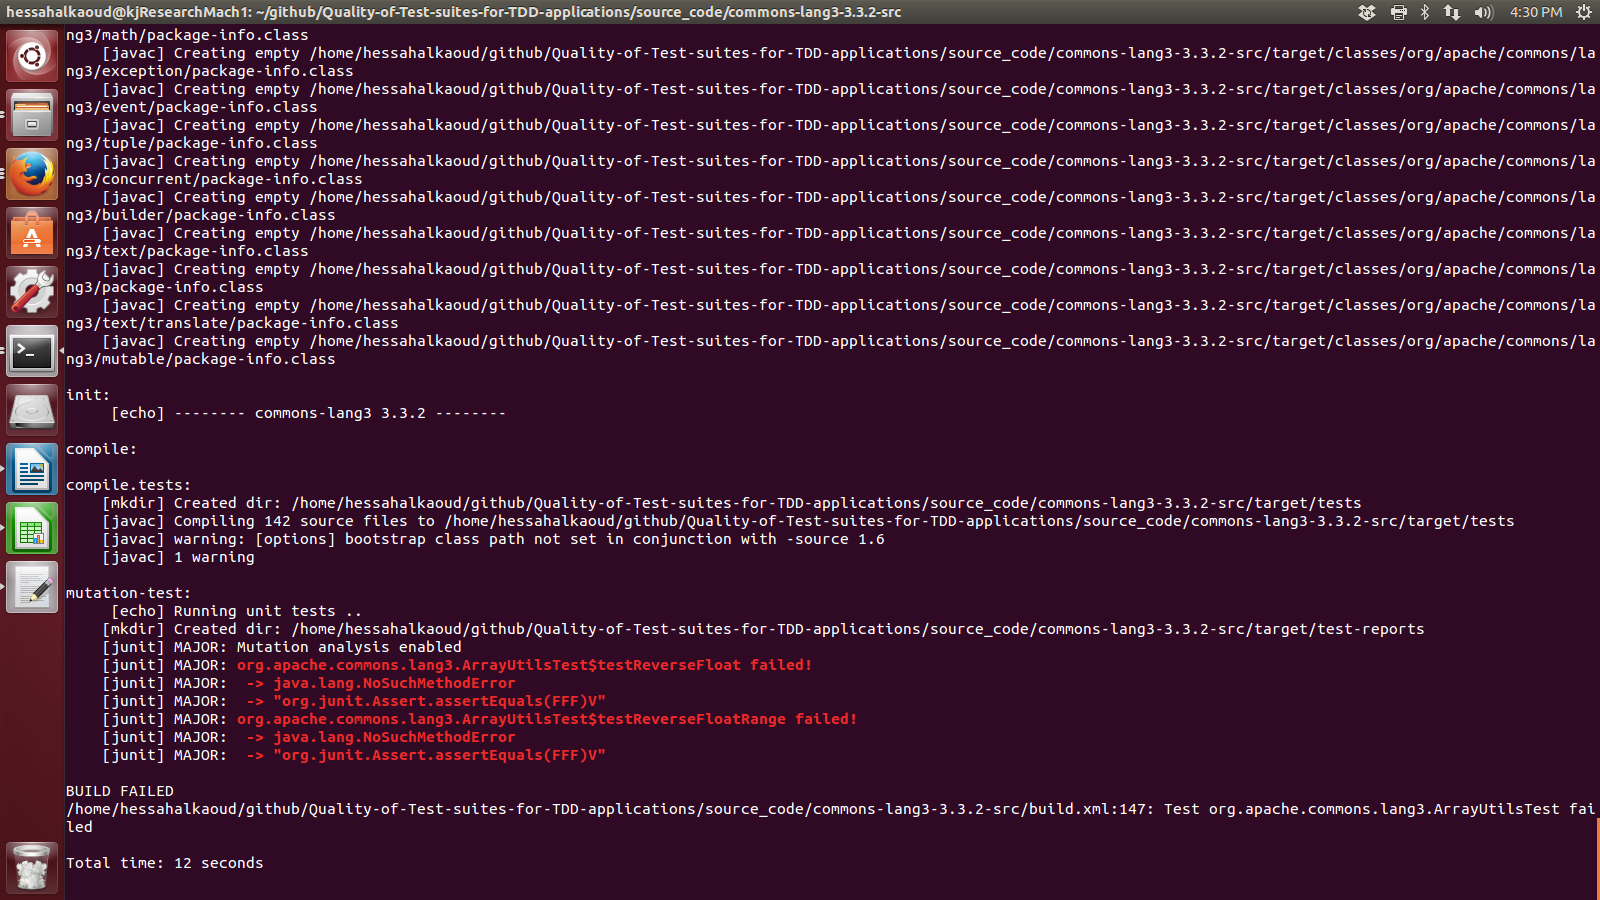 hessahalkaoud@kjResearchMach1: ~/github/Quality-of-Test-suites-for-TDD-applications/source_code/commons-lang3-3.3.2-src
4:30 PM
ng3/math/package-info.class
[javac] Creating empty /home/hessahalkaoud/github/Quality-of-Test-suites-for-TDD-applications/source_code/commons-lang3-3.3.2-src/target/classes/org/apache/commons/la
ng3/exception/package-info.class
[javac] Creating empty /home/hessahalkaoud/github/Quality-of-Test-suites-for-TDD-applications/source_code/commons-lang3-3.3.2-src/target/classes/org/apache/commons/la
ng3/event/package-info.class
[javac] Creating empty /home/hessahalkaoud/github/Quality-of-Test-suites-for-TDD-applications/source_code/commons-lang3-3.3.2-src/target/classes/org/apache/commons/la
ng3/tuple/package-info.class
[javac] Creating empty /home/hessahalkaoud/github/Quality-of-Test-suites-for-TDD-applications/source_code/commons-lang3-3.3.2-src/target/classes/org/apache/commons/la
ng3/concurrent/package-info.class
[javac] Creating empty /home/hessahalkaoud/github/Quality-of-Test-suites-for-TDD-applications/source_code/commons-lang3-3.3.2-src/target/classes/org/apache/commons/la
ng3/builder/package-info.class
[javac] Creating empty /home/hessahalkaoud/github/Quality-of-Test-suites-for-TDD-applications/source_code/commons-lang3-3.3.2-src/target/classes/org/apache/commons/la
ng3/text/package-info.class
[javac] Creating empty /home/hessahalkaoud/github/Quality-of-Test-suites-for-TDD-applications/source_code/commons-lang3-3.3.2-src/target/classes/org/apache/commons/la
ng3/package-info.class
[javac] Creating empty /home/hessahalkaoud/github/Quality-of-Test-suites-for-TDD-applications/source_code/commons-lang3-3.3.2-src/target/classes/org/apache/commons/la
ng3/text/translate/package-info.class
[javac] Creating empty /home/hessahalkaoud/github/Quality-of-Test-suites-for-TDD-applications/source_code/commons-lang3-3.3.2-src/target/classes/org/apache/commons/la
ng3/mutable/package-info.class
init:
[echo] -------- commons-lang3 3.3.2 --------
compile:
compile.tests:
[mkdir] Created dir: /home/hessahalkaoud/github/Quality-of-Test-suites-for-TDD-applications/source_code/commons-lang3-3.3.2-src/target/tests
[javac] Compiling 142 source files to /home/hessahalkaoud/github/Quality-of-Test-suites-for-TDD-applications/source_code/commons-lang3-3.3.2-src/target/tests
[javac] warning: [options] bootstrap class path not set in conjunction with -source 1.6
[javac] 1 warning
mutation-test:
[echo] Running unit tests ..
[mkdir] Created dir: /home/hessahalkaoud/github/Quality-of-Test-suites-for-TDD-applications/source_code/commons-lang3-3.3.2-src/target/test-reports
[junit] MAJOR: Mutation analysis enabled
[junit] MAJOR: org.apache.commons.lang3.ArrayUtilsTest$testReverseFloat failed!
[junit] MAJOR:  -> java.lang.NoSuchMethodError
[junit] MAJOR:  -> "org.junit.Assert.assertEquals(FFF)V"
[junit] MAJOR: org.apache.commons.lang3.ArrayUtilsTest$testReverseFloatRange failed!
[junit] MAJOR:  -> java.lang.NoSuchMethodError
[junit] MAJOR:  -> "org.junit.Assert.assertEquals(FFF)V"
BUILD FAILED
/home/hessahalkaoud/github/Quality-of-Test-suites-for-TDD-applications/source_code/commons-lang3-3.3.2-src/build.xml:147: Test org.apache.commons.lang3.ArrayUtilsTest fai
led
Total time: 12 seconds